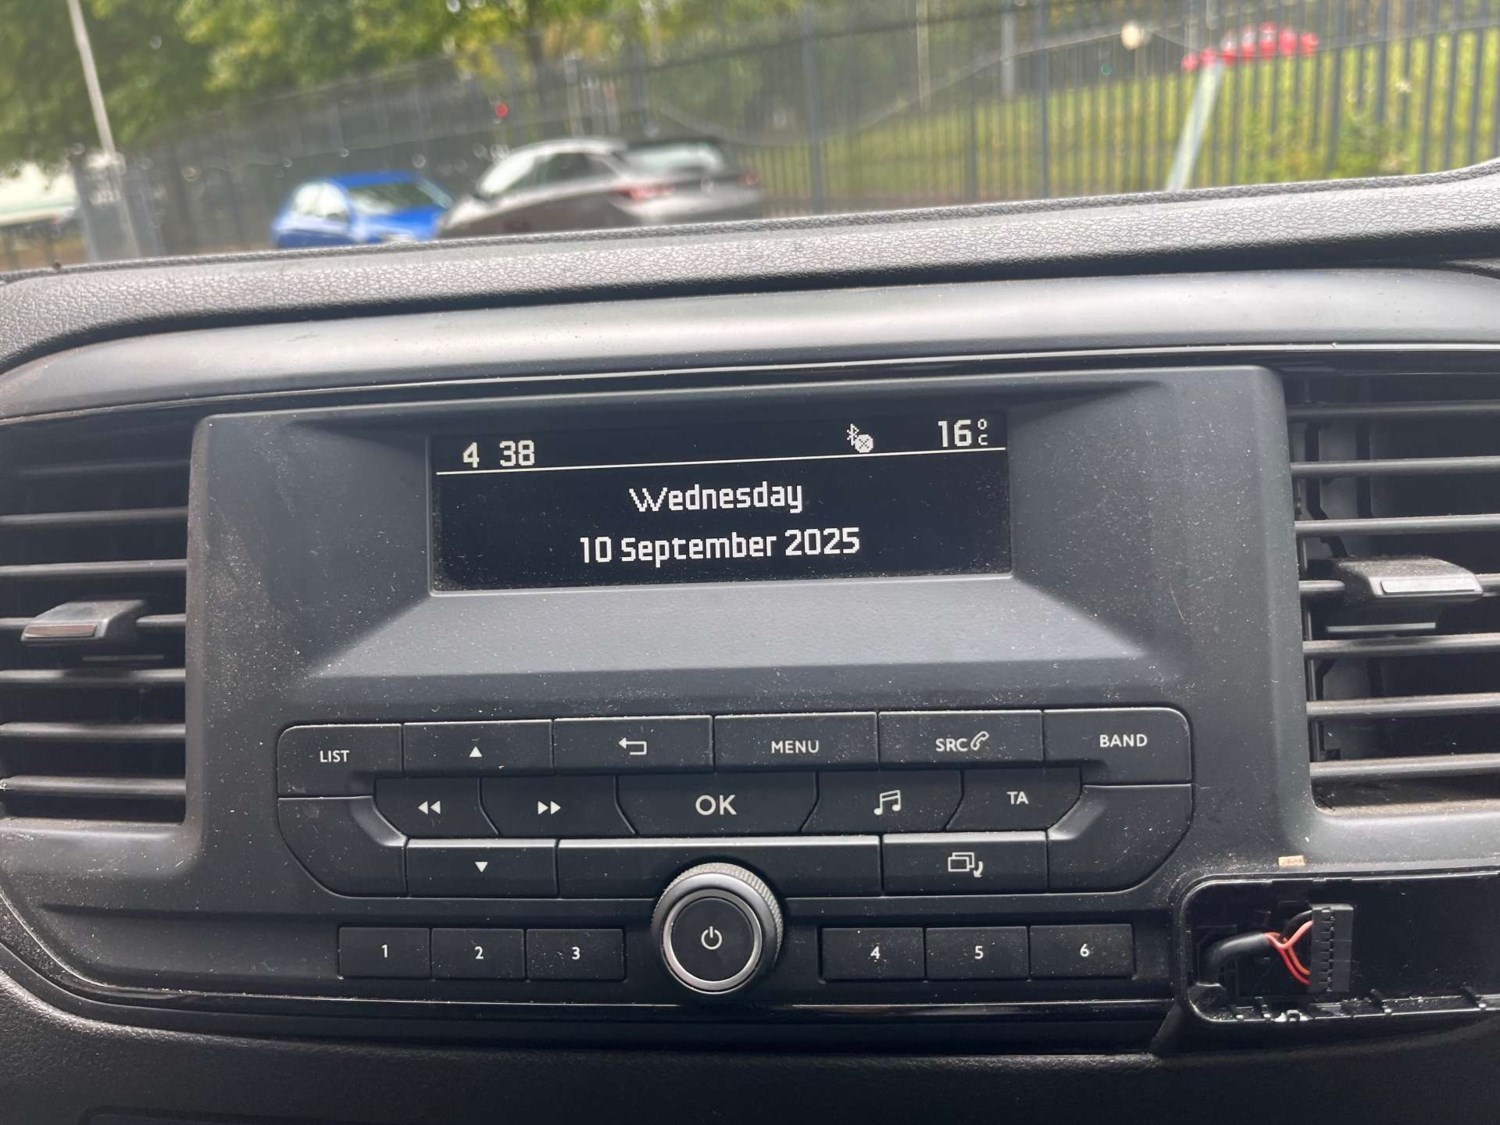 4 38 16°C
Wednesday
10 September 2025
LIST MENU SRC BAND
OK TA
1 2 3 4 5 6